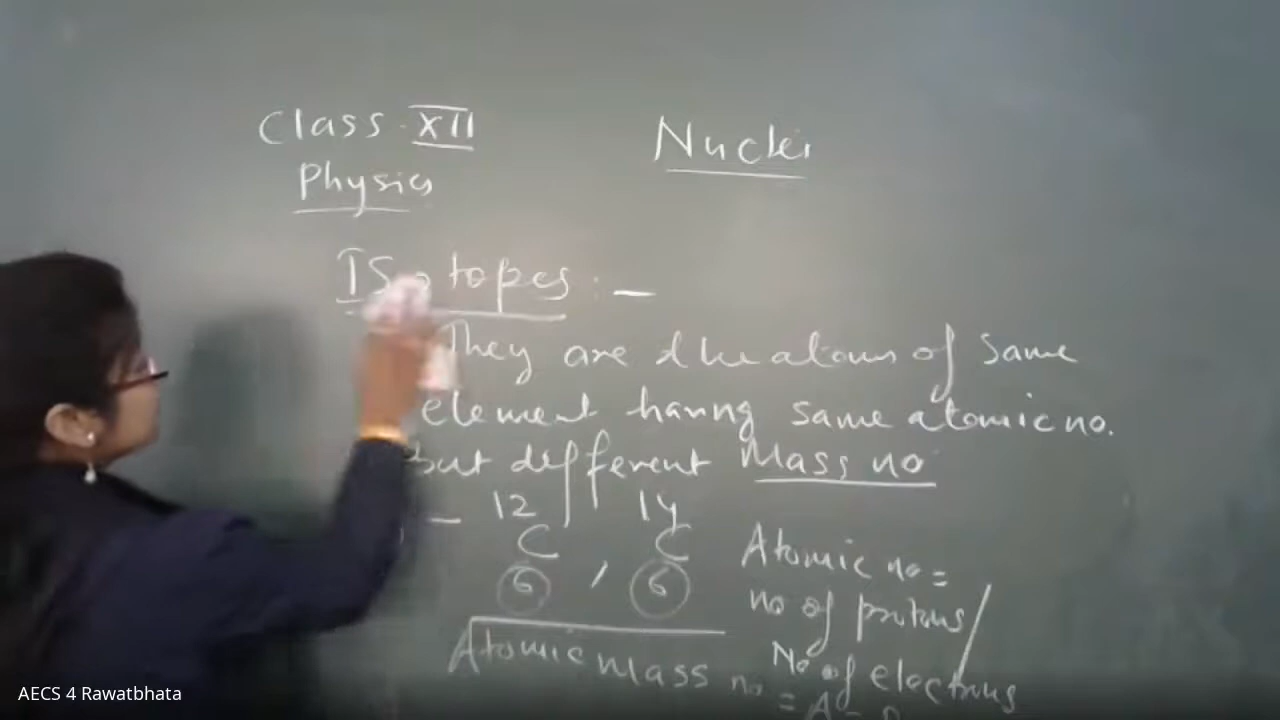 Class XII
Nuclei
Physics
ISotopes :-
They are the atoms of same
element having same atomic no.
but different Mass no
12 14
C , C
6 6
Atomic no =
no of protons /
No of electrons
Atomic mass no
= A
AECS 4 Rawatbhata